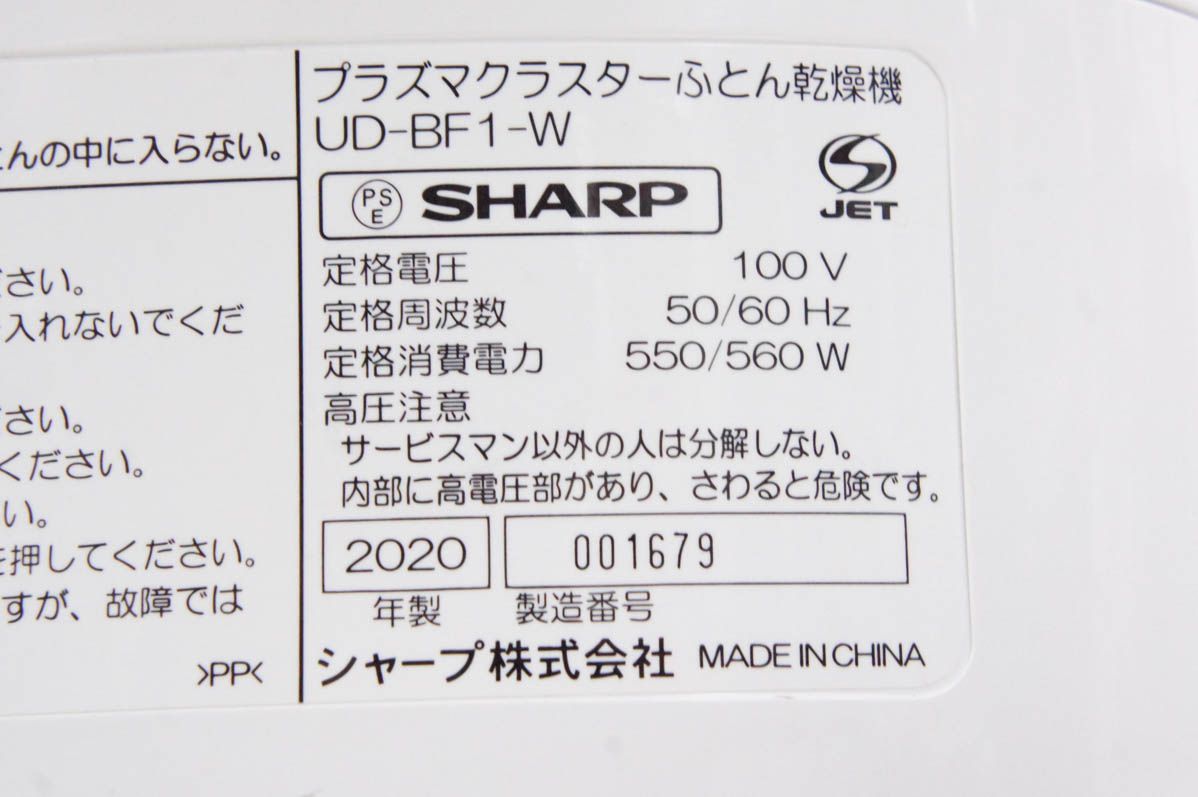 んの中に入らない。
ださい。
入れないでくだ
ださい。
ください。
い。
を押してください。
すが、故障では
>PP<
プラズマクラスターふとん乾燥機
UD-BF1-W
PS
E
SHARP
S
JET
定格電圧 100 V
定格周波数 50/60 Hz
定格消費電力 550/560 W
高圧注意
サービスマン以外の人は分解しない。
内部に高電圧部があり、さわると危険です。
2020 001679
年製 製造番号
シャープ株式会社 MADE IN CHINA